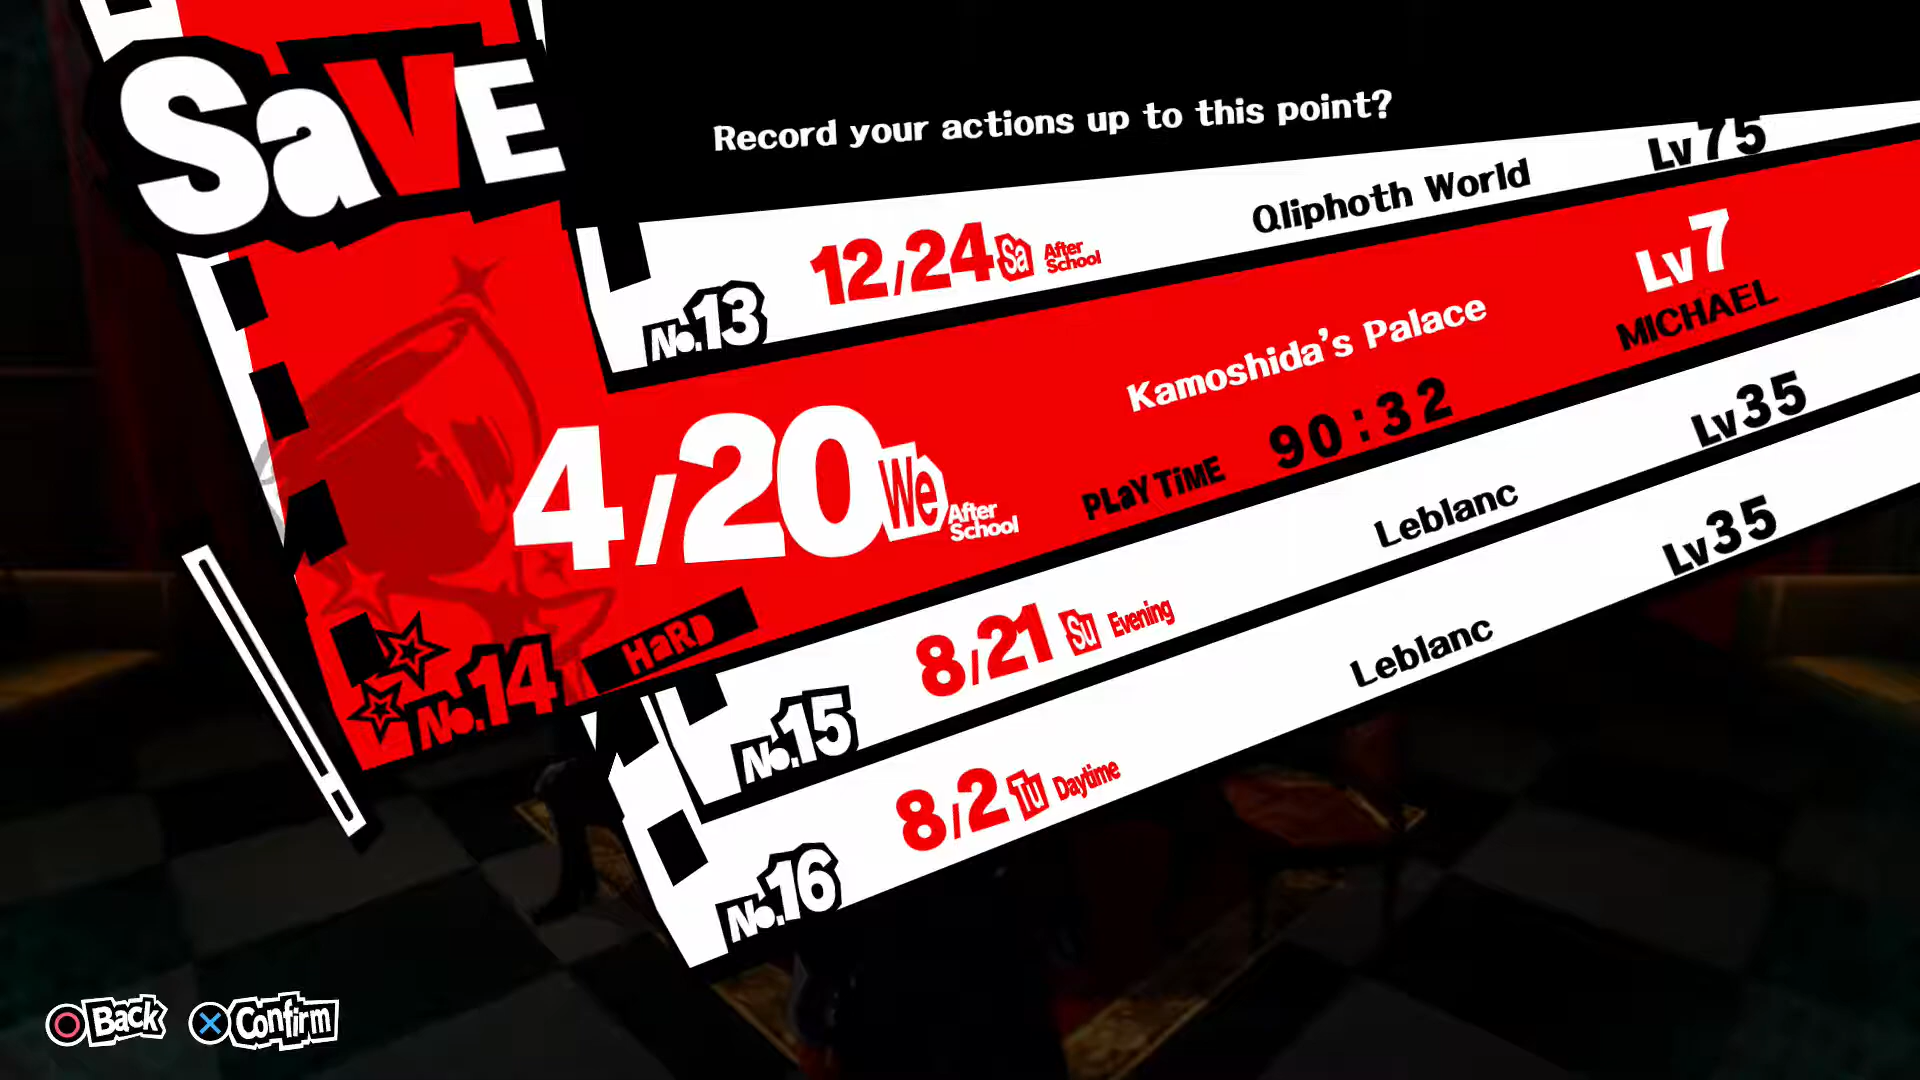 SaVE
Record your actions up to this point?
No.13 12/24 Sa After School Qliphoth World Lv75
No.14 HaRD 4/20 We After School Kamoshida's Palace Lv7
PLaY TiME 90:32 MICHAEL
No.15 8/21 Su Evening Leblanc Lv35
No.16 8/2 Tu Daytime Leblanc Lv35
Back Confirm